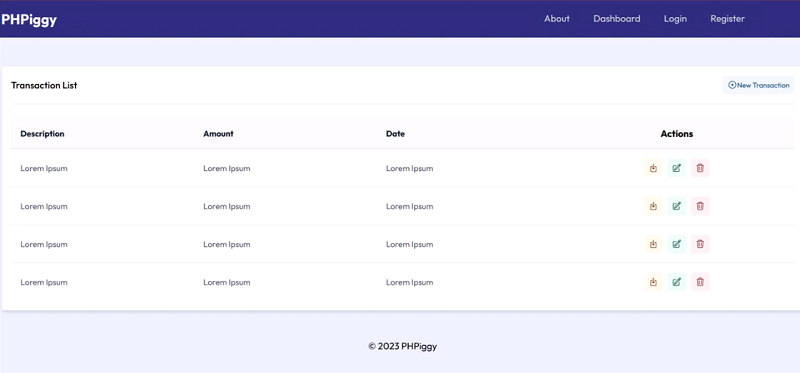 PHPiggy About Dashboard Login Register
Transaction List New Transaction
Description Amount Date Actions
Lorem Ipsum Lorem Ipsum Lorem Ipsum
Lorem Ipsum Lorem Ipsum Lorem Ipsum
Lorem Ipsum Lorem Ipsum Lorem Ipsum
Lorem Ipsum Lorem Ipsum Lorem Ipsum
© 2023 PHPiggy